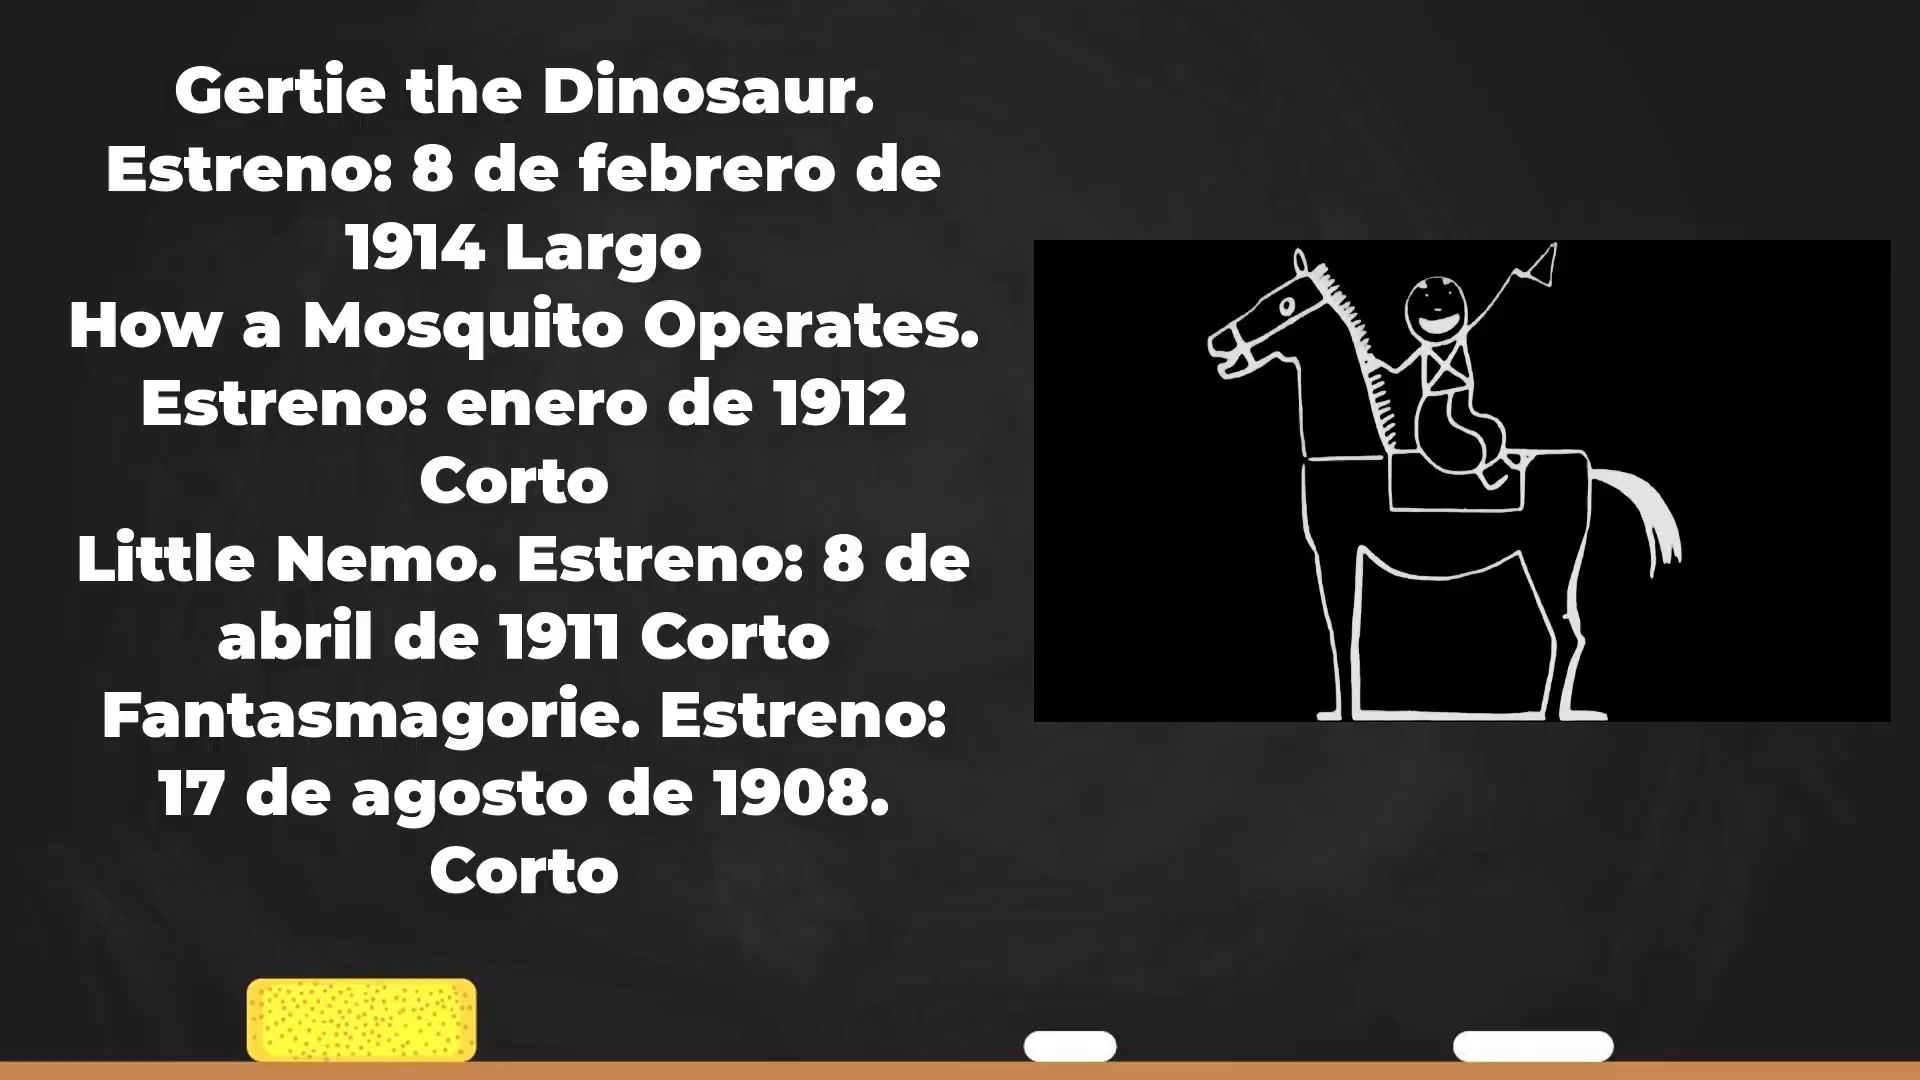 Gertie the Dinosaur.
Estreno: 8 de febrero de
1914 Largo
How a Mosquito Operates.
Estreno: enero de 1912
Corto
Little Nemo. Estreno: 8 de
abril de 1911 Corto
Fantasmagorie. Estreno:
17 de agosto de 1908.
Corto